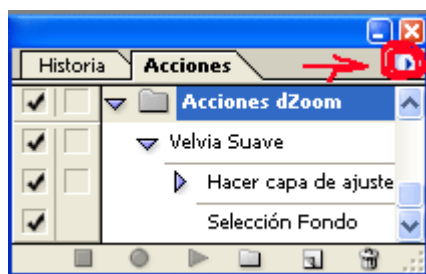 Historia Acciones
Acciones dZoom
Velvia Suave
Hacer capa de ajuste
Selección Fondo